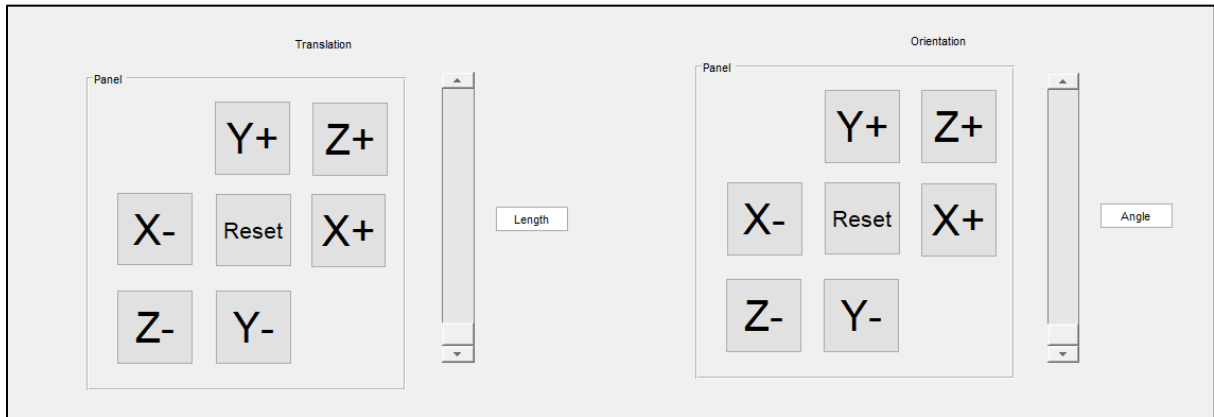 Translation
Panel
Y+ Z+
X- Reset X+
Length
Z- Y-
Orientation
Panel
Y+ Z+
X- Reset X+
Angle
Z- Y-